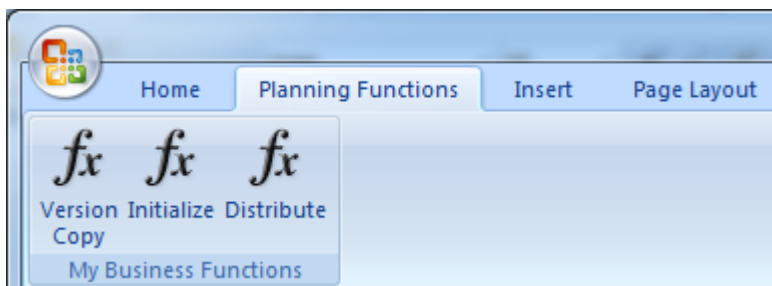 Home Planning Functions Insert Page Layout
fx fx fx
Version Initialize Distribute
Copy
My Business Functions